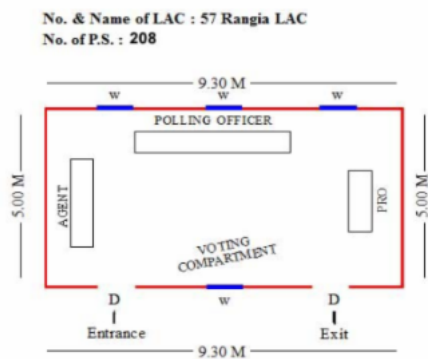 No. & Name of LAC : 57 Rangia LAC
No. of P.S. : 208
9.30 M
W W W
POLLING OFFICER
5.00 M
AGENT
PRO
5.00 M
VOTING
COMPARTMENT
D W D
Entrance Exit
9.30 M